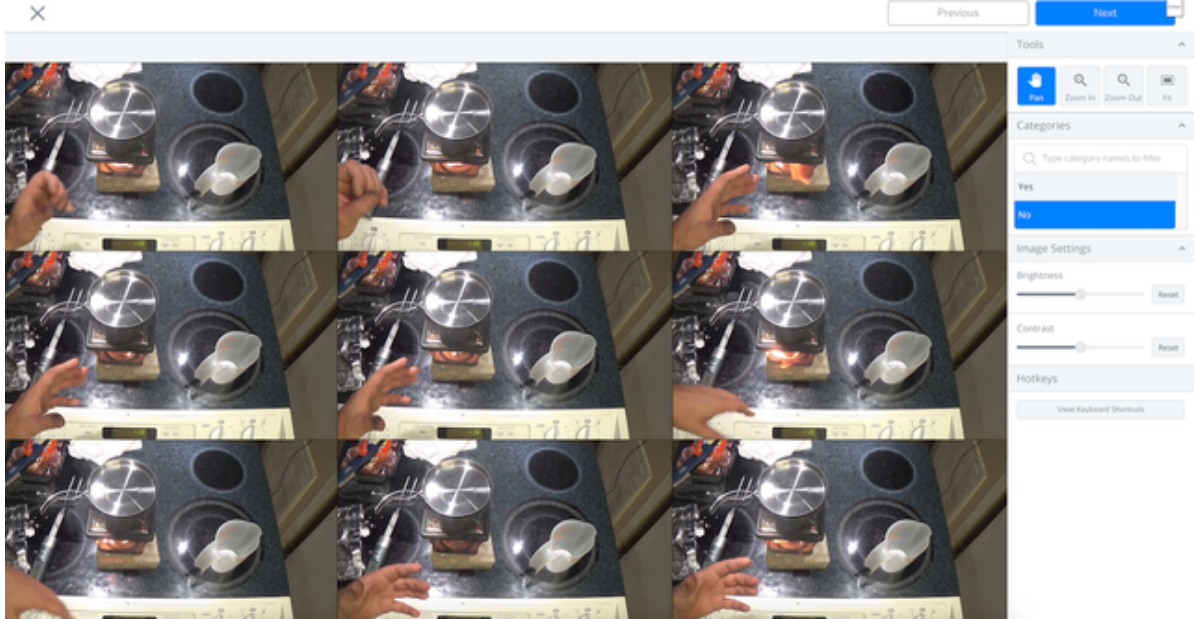 Previous
Next
Tools
Pan
Zoom In
Zoom Out
Fit
Categories
Type category names to filter
Yes
No
Image Settings
Brightness
Reset
Contrast
Reset
Hotkeys
View Keyboard Shortcuts